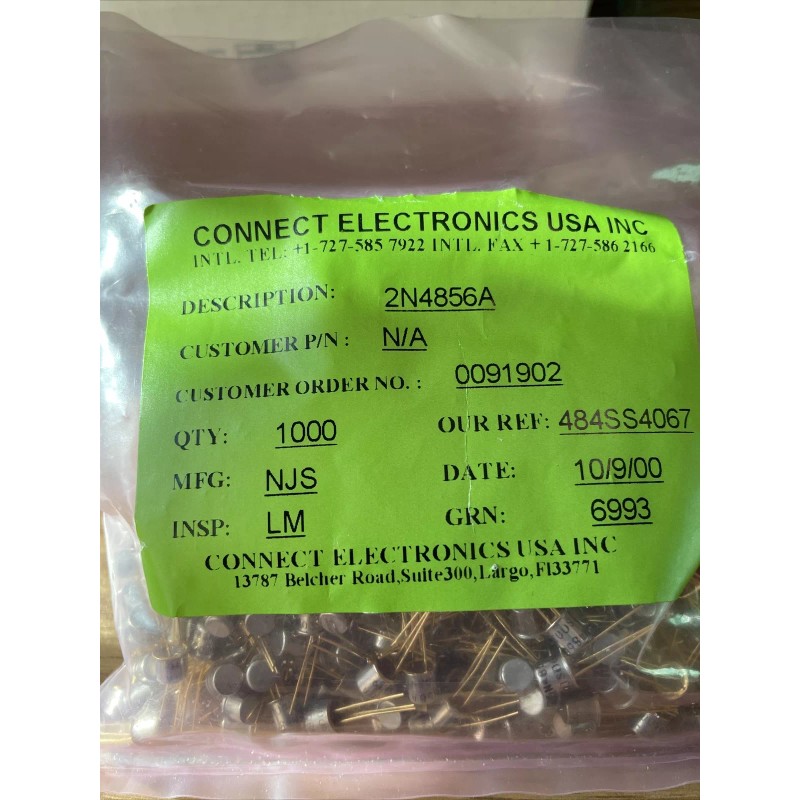 CONNECT ELECTRONICS USA INC
INTL. TEL: +1-727-585 7922 INTL. FAX + 1-727-586 2166
DESCRIPTION: 2N4856A
CUSTOMER P/N : N/A
CUSTOMER ORDER NO. : 0091902
QTY: 1000 OUR REF: 484SS4067
MFG: NJS DATE: 10/9/00
INSP: LM GRN: 6993
CONNECT ELECTRONICS USA INC
13787 Belcher Road,Suite300,Largo,Fl33771